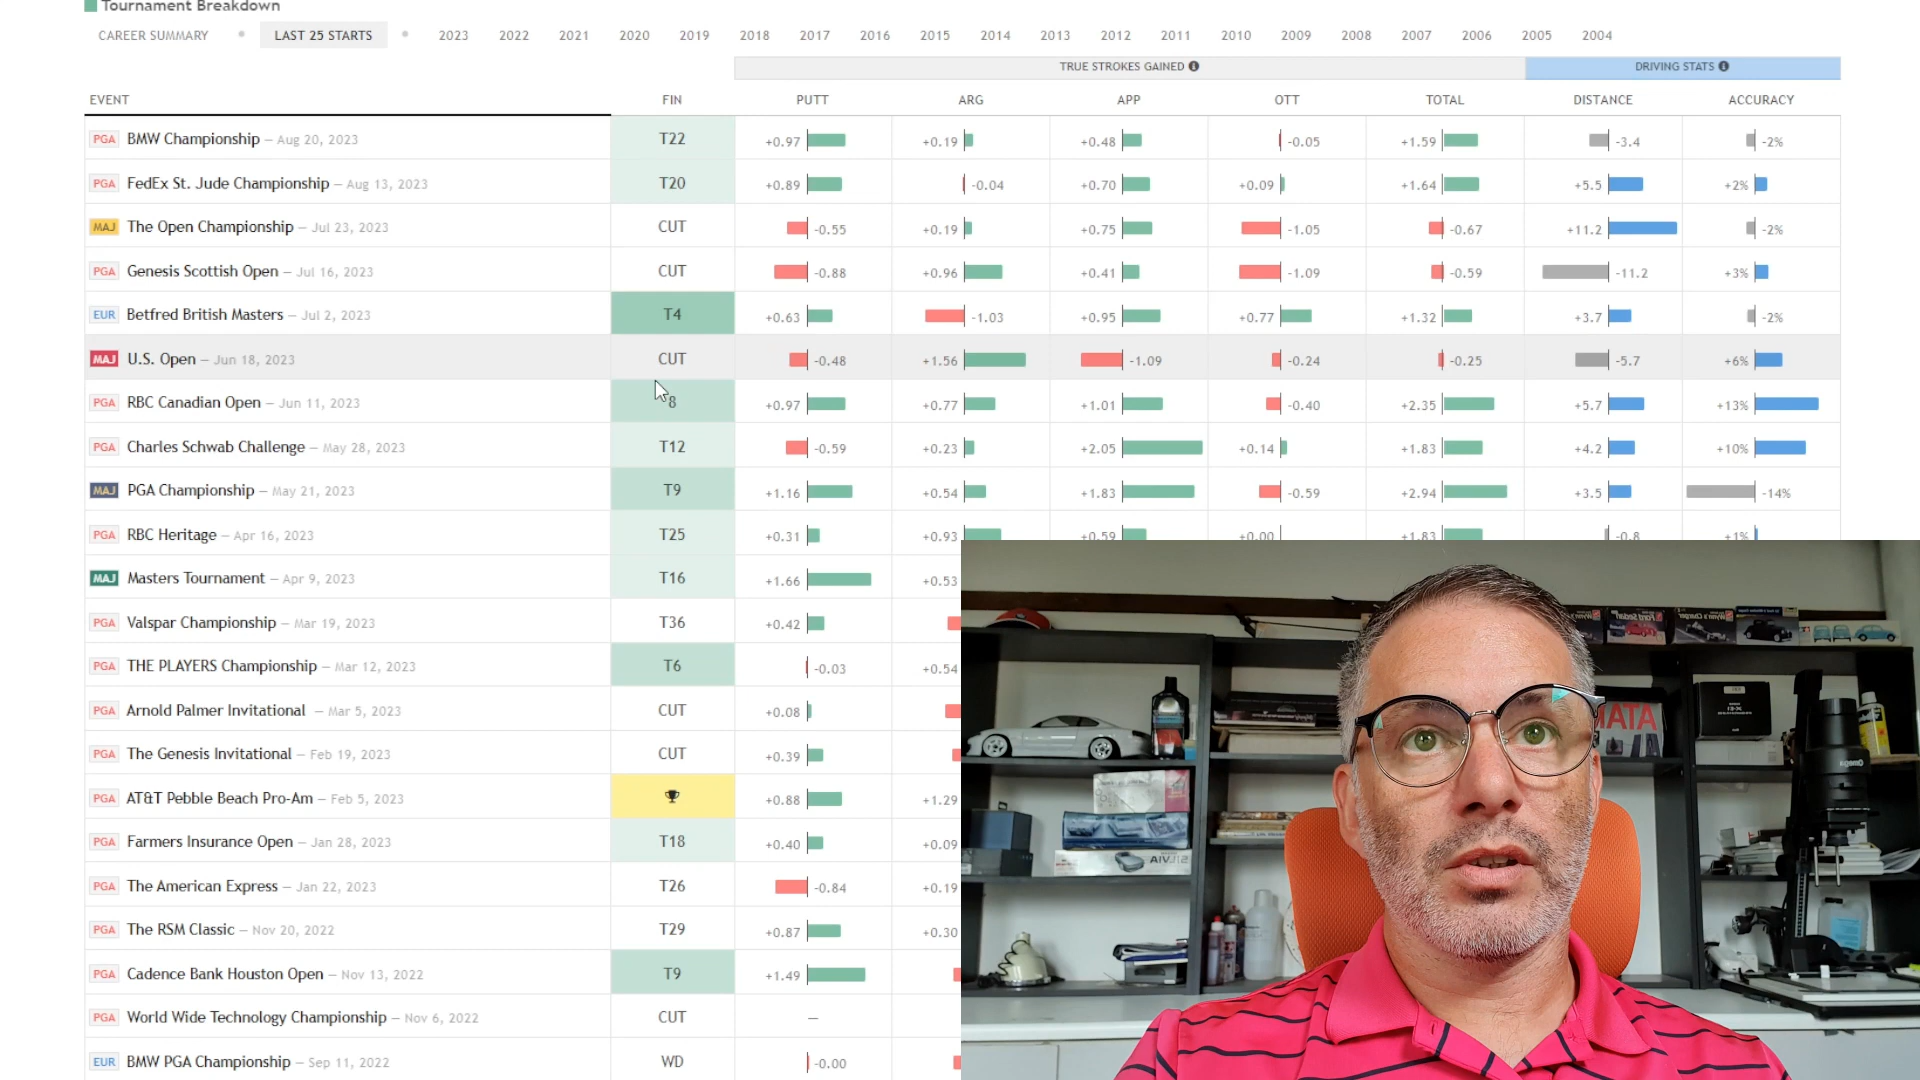 Tournament Breakdown
CAREER SUMMARY LAST 25 STARTS 2023 2022 2021 2020 2019 2018 2017 2016 2015 2014 2013 2012 2011 2010 2009 2008 2007 2006 2005 2004
TRUE STROKES GAINED DRIVING STATS
EVENT FIN PUTT ARG APP OTT TOTAL DISTANCE ACCURACY
PGA BMW Championship – Aug 20, 2023 T22 +0.97 +0.19 +0.48 -0.05 +1.59 -3.4 -2%
PGA FedEx St. Jude Championship – Aug 13, 2023 T20 +0.89 -0.04 +0.70 +0.09 +1.64 +5.5 +2%
MAJ The Open Championship – Jul 23, 2023 CUT -0.55 +0.19 +0.75 -1.05 -0.67 +11.2 -2%
PGA Genesis Scottish Open – Jul 16, 2023 CUT -0.88 +0.96 +0.41 -1.09 -0.59 -11.2 +3%
EUR Betfred British Masters – Jul 2, 2023 T4 +0.63 -1.03 +0.95 +0.77 +1.32 +3.7 -2%
MAJ U.S. Open – Jun 18, 2023 CUT -0.48 +1.56 -1.09 -0.24 -0.25 -5.7 +6%
PGA RBC Canadian Open – Jun 11, 2023 8 +0.97 +0.77 +1.01 -0.40 +2.35 +5.7 +13%
PGA Charles Schwab Challenge – May 28, 2023 T12 -0.59 +0.23 +2.05 +0.14 +1.83 +4.2 +10%
MAJ PGA Championship – May 21, 2023 T9 +1.16 +0.54 +1.83 -0.59 +2.94 +3.5 -14%
PGA RBC Heritage – Apr 16, 2023 T25 +0.31 +0.93 +0.59 +0.00 +1.83 -0.8 +1%
MAJ Masters Tournament – Apr 9, 2023 T16 +1.66 +0.53
PGA Valspar Championship – Mar 19, 2023 T36 +0.42
PGA THE PLAYERS Championship – Mar 12, 2023 T6 -0.03 +0.54
PGA Arnold Palmer Invitational – Mar 5, 2023 CUT +0.08
PGA The Genesis Invitational – Feb 19, 2023 CUT +0.39
PGA AT&T Pebble Beach Pro-Am – Feb 5, 2023 +0.88 +1.29
PGA Farmers Insurance Open – Jan 28, 2023 T18 +0.40 +0.09
PGA The American Express – Jan 22, 2023 T26 -0.84 +0.19
PGA The RSM Classic – Nov 20, 2022 T29 +0.87 +0.30
PGA Cadence Bank Houston Open – Nov 13, 2022 T9 +1.49
PGA World Wide Technology Championship – Nov 6, 2022 CUT –
EUR BMW PGA Championship – Sep 11, 2022 WD -0.00
SILVIA
Omega